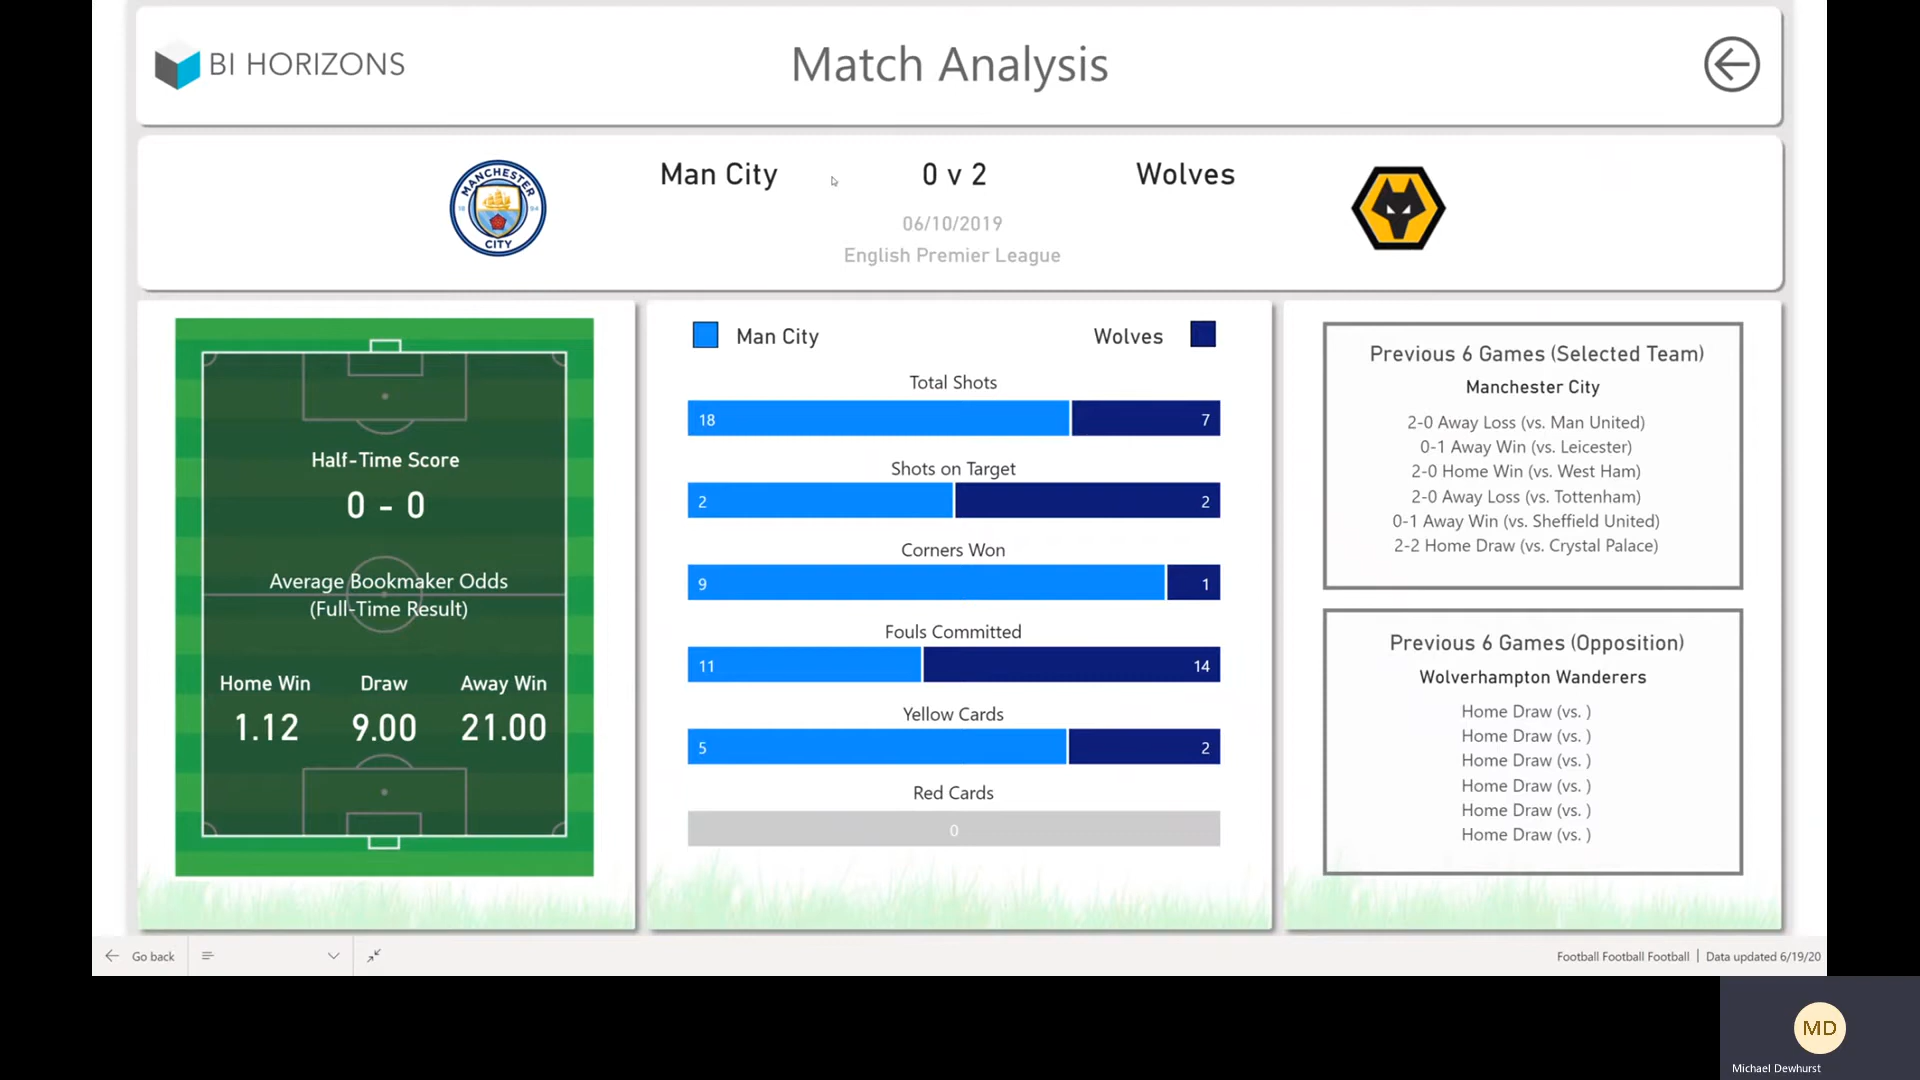 BI HORIZONS
Match Analysis
MANCHESTER
18 94
CITY
Man City
0 v 2
Wolves
06/10/2019
English Premier League
Half-Time Score
0 - 0
Average Bookmaker Odds
(Full-Time Result)
Home Win Draw Away Win
1.12 9.00 21.00
Man City Wolves
Total Shots
18 7
Shots on Target
2 2
Corners Won
9 1
Fouls Committed
11 14
Yellow Cards
5 2
Red Cards
0
Previous 6 Games (Selected Team)
Manchester City
2-0 Away Loss (vs. Man United)
0-1 Away Win (vs. Leicester)
2-0 Home Win (vs. West Ham)
2-0 Away Loss (vs. Tottenham)
0-1 Away Win (vs. Sheffield United)
2-2 Home Draw (vs. Crystal Palace)
Previous 6 Games (Opposition)
Wolverhampton Wanderers
Home Draw (vs. )
Home Draw (vs. )
Home Draw (vs. )
Home Draw (vs. )
Home Draw (vs. )
Home Draw (vs. )
Go back
Football Football Football | Data updated 6/19/20
MD
Michael Dewhurst